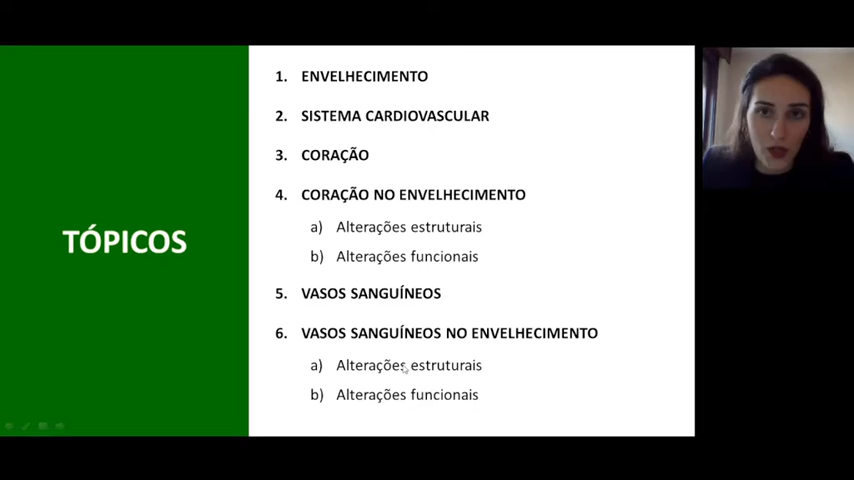 TÓPICOS
1. ENVELHECIMENTO
2. SISTEMA CARDIOVASCULAR
3. CORAÇÃO
4. CORAÇÃO NO ENVELHECIMENTO
a) Alterações estruturais
b) Alterações funcionais
5. VASOS SANGUÍNEOS
6. VASOS SANGUÍNEOS NO ENVELHECIMENTO
a) Alterações estruturais
b) Alterações funcionais